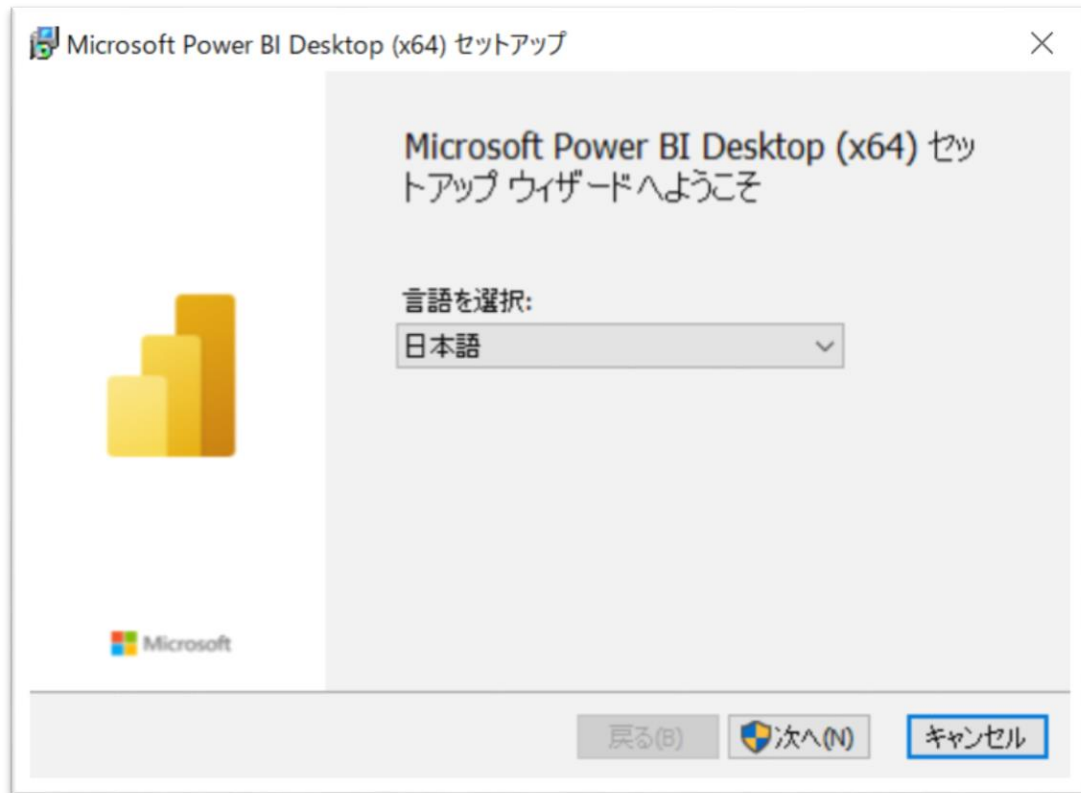 Microsoft Power BI Desktop (x64) セットアップ
Microsoft Power BI Desktop (x64) セッ
トアップ ウィザードへようこそ
言語を選択:
日本語
Microsoft
戻る(B)
次へ(N)
キャンセル